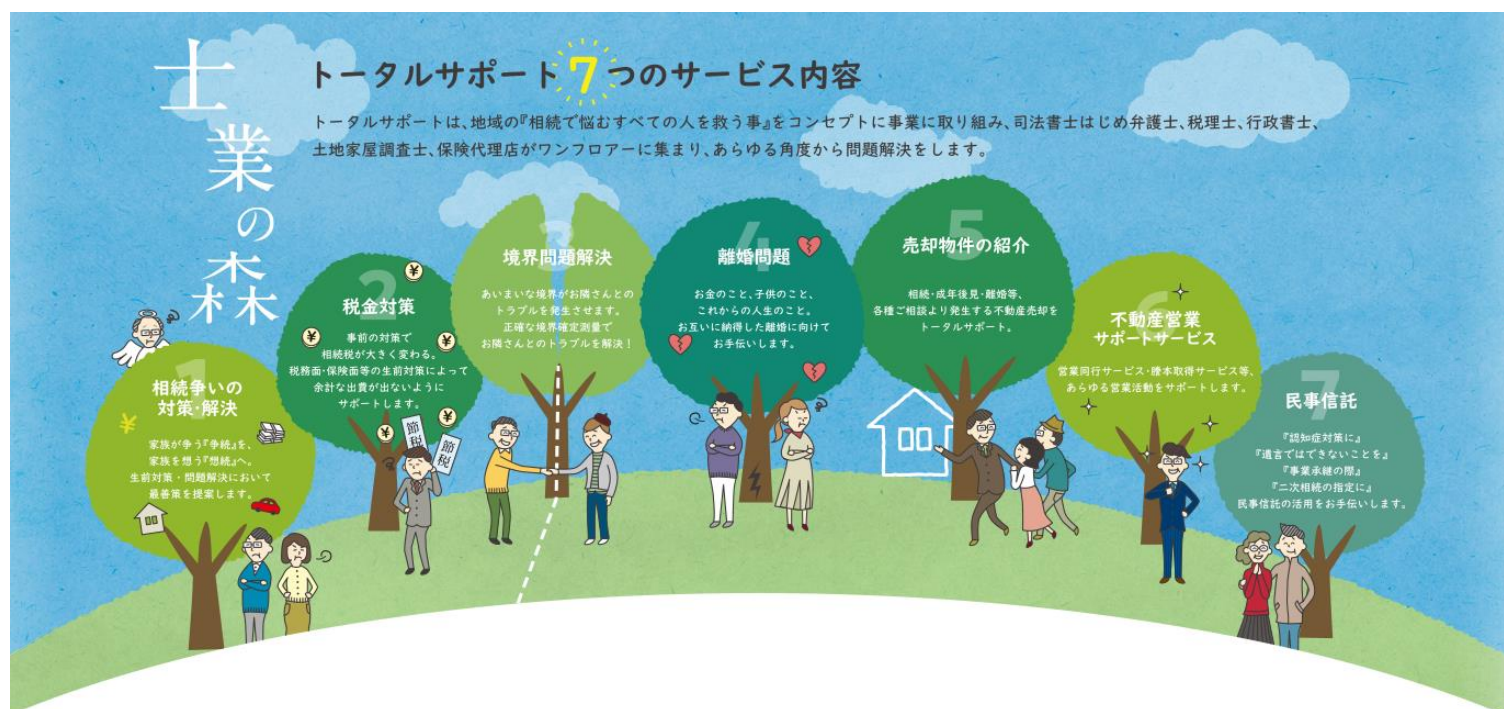 士業の森
トータルサポート7つのサービス内容
トータルサポートは、地域の『相続で悩むすべての人を救う事』をコンセプトに事業に取り組み、司法書士はじめ弁護士、税理士、行政書士、
土地家屋調査士、保険代理店がワンフロアーに集まり、あらゆる角度から問題解決をします。
1
相続争いの
対策・解決
家族が争う『争続』を、
家族を想う『想続』へ。
生前対策・問題解決において
最善策を提案します。
¥
2
税金対策
事前の対策で
相続税が大きく変わる。
税務面・保険面等の生前対策によって
余計な出費が出ないように
サポートします。
¥
¥
¥
¥
¥
節税
節税
3
境界問題解決
あいまいな境界がお隣さんとの
トラブルを発生させます。
正確な境界確定測量で
お隣さんとのトラブルを解決！
4
離婚問題
お金のこと、子供のこと、
これからの人生のこと。
お互いに納得した離婚に向けて
お手伝いします。
5
売却物件の紹介
相続・成年後見・離婚等、
各種ご相談より発生する不動産売却を
トータルサポート。
6
不動産営業
サポートサービス
営業同行サービス・謄本取得サービス等、
あらゆる営業活動をサポートします。
7
民事信託
『認知症対策に』
『遺言ではできないことを』
『事業承継の際』
『二次相続の指定に』
民事信託の活用をお手伝いします。